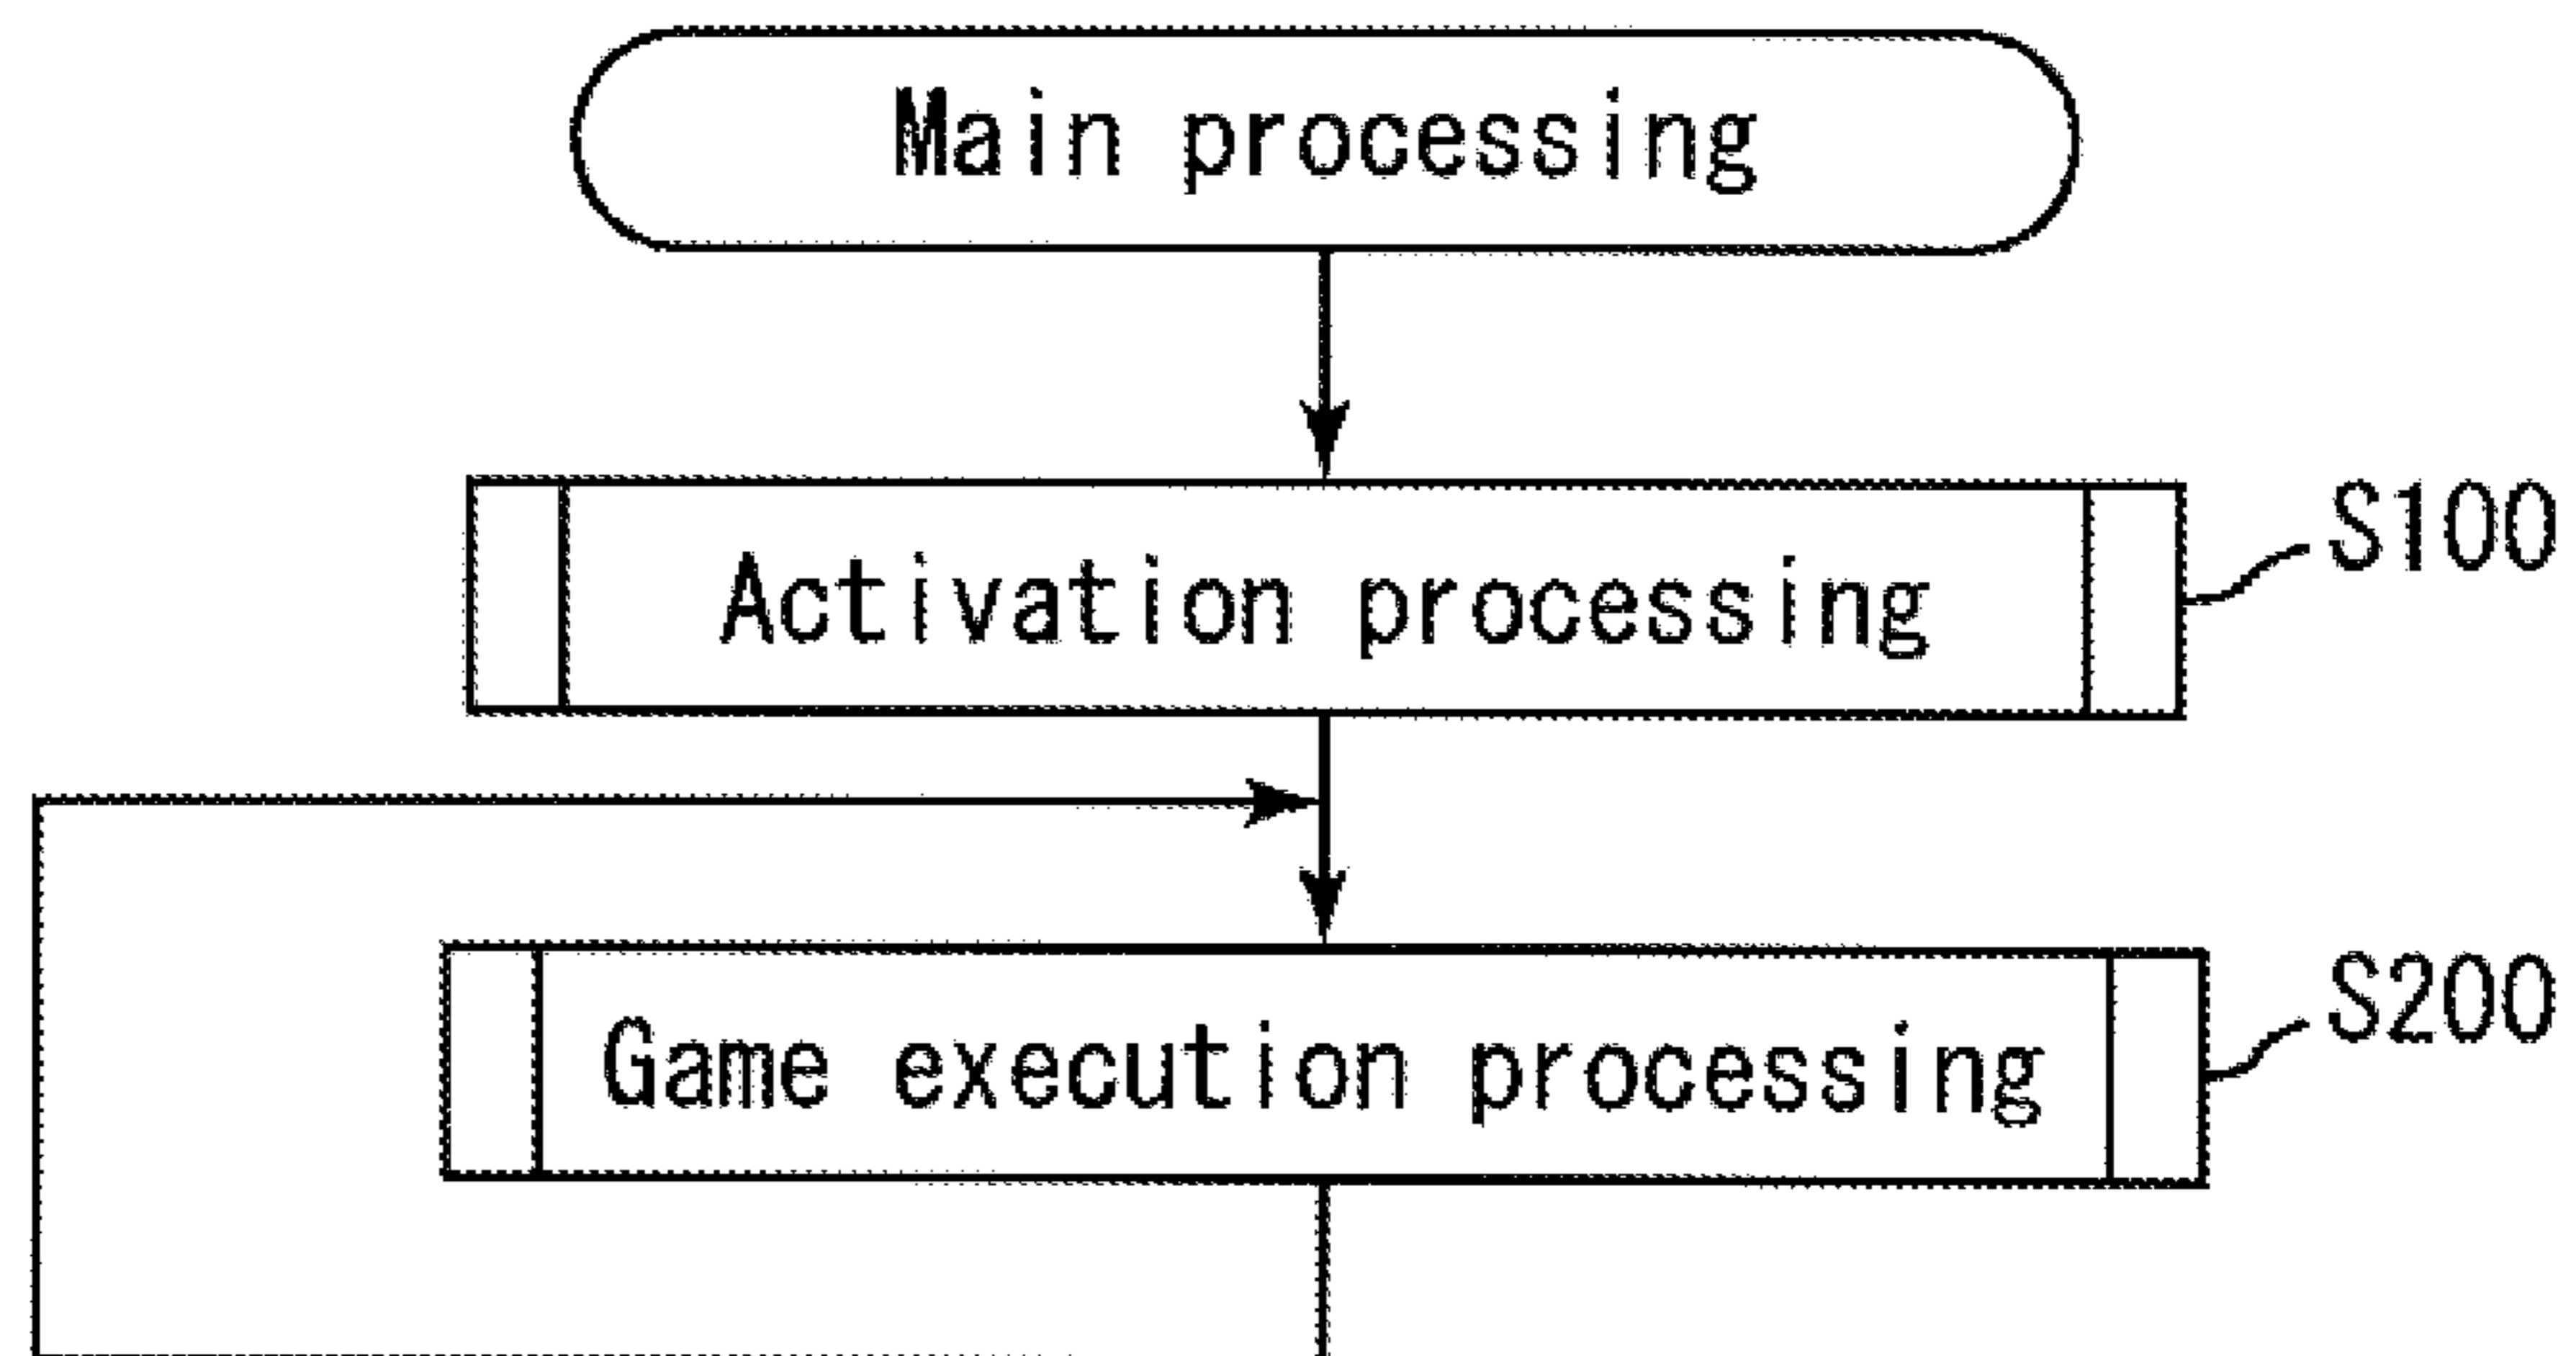 Main processing
Activation processing
S100
Game execution processing
S200